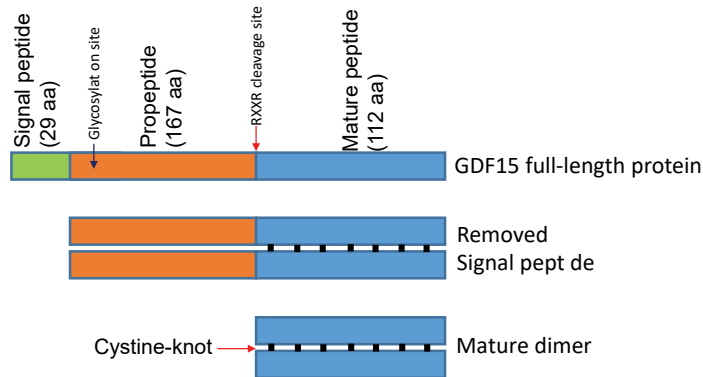 Signal peptide
(29 aa)
Glycosylat on site
Propeptide
(167 aa)
RXXR cleavage site
Mature peptide
(112 aa)
GDF15 full-length protein
Removed
Signal pept de
Cystine-knot
Mature dimer